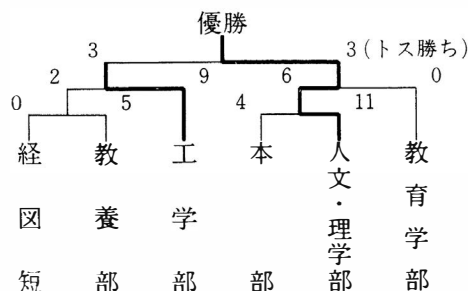 優勝
3 3(トス勝ち)
2 9 6 0
0 5 4 11
経図短
教養部
工学部
本部
人文・理学部
教育学部